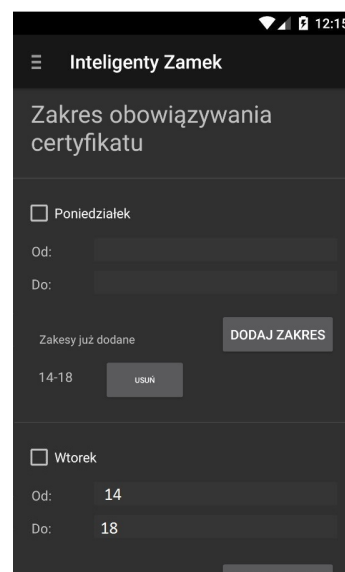 12:15
Inteligenty Zamek
Zakres obowiązywania
certyfikatu
Poniedziałek
Od:
Do:
Zakesy już dodane
DODAJ ZAKRES
14-18
USUŃ
Wtorek
Od: 14
Do: 18